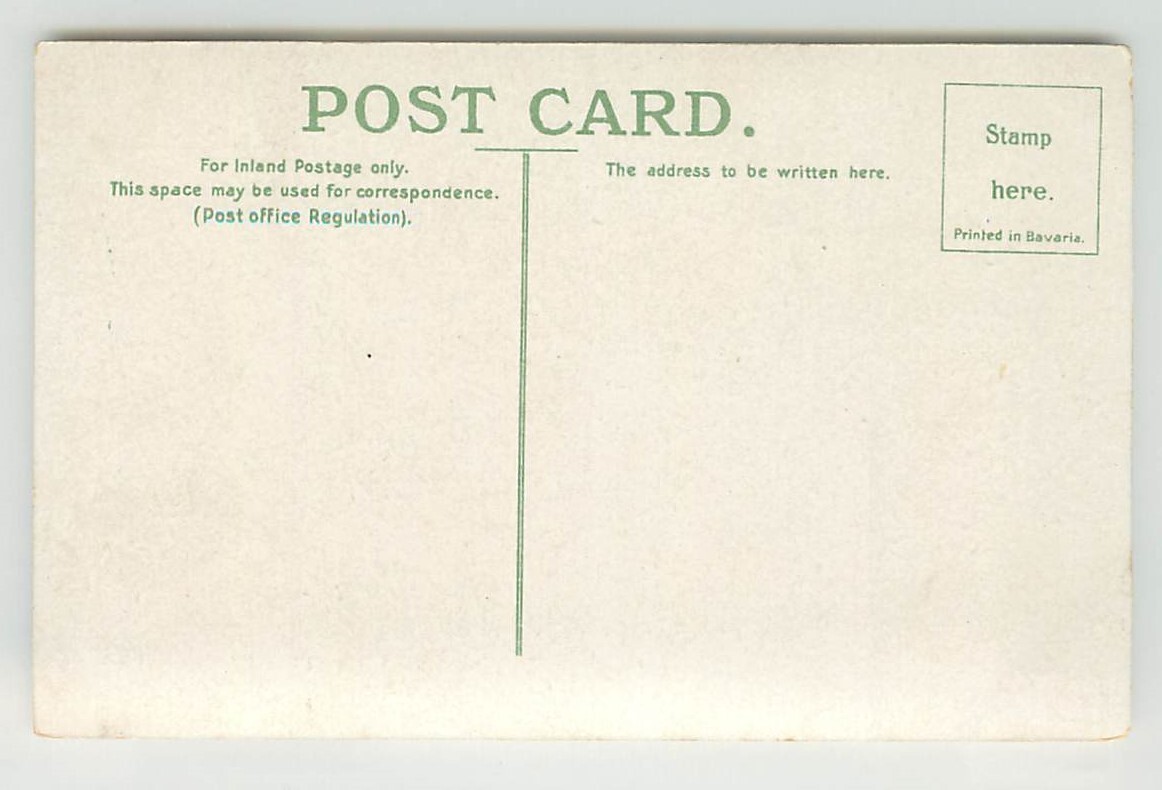 POST CARD.
For Inland Postage only.
This space may be used for correspondence.
(Post office Regulation).
The address to be written here.
Stamp
here.
Printed in Bavaria.